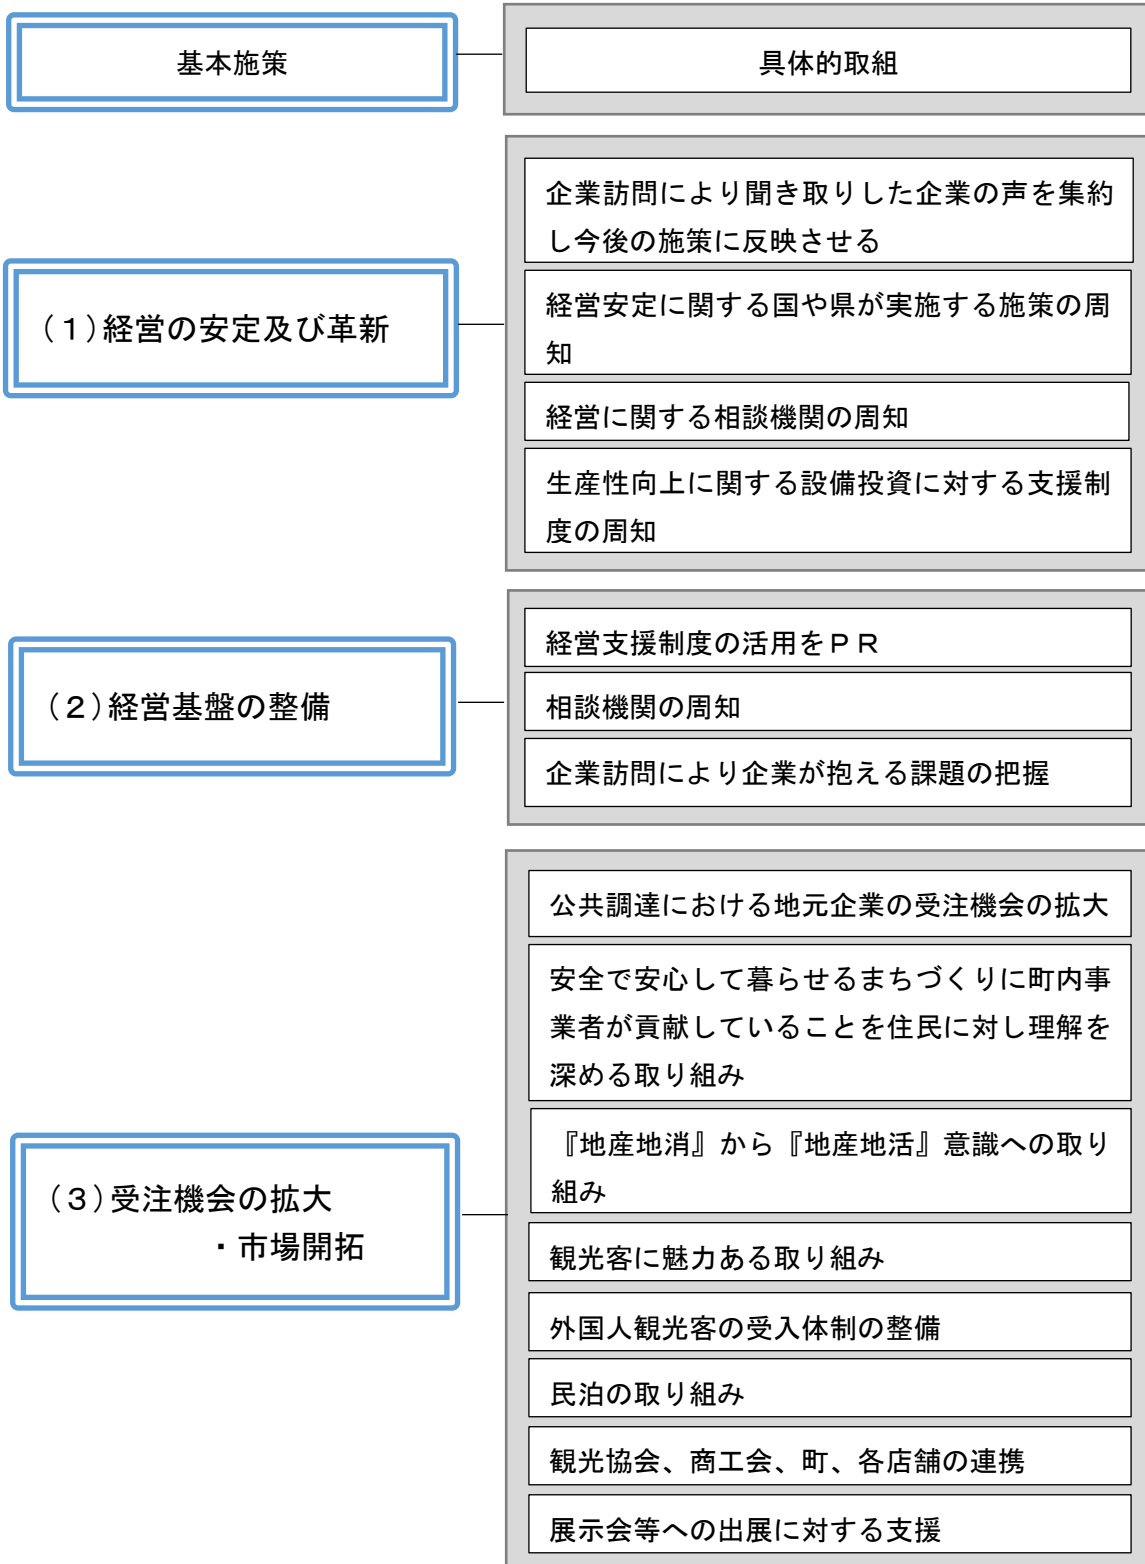 基本施策
具体的取組
(1)経営の安定及び革新
企業訪問により聞き取りした企業の声を集約
し今後の施策に反映させる
経営安定に関する国や県が実施する施策の周
知
経営に関する相談機関の周知
生産性向上に関する設備投資に対する支援制
度の周知
(2)経営基盤の整備
経営支援制度の活用をPR
相談機関の周知
企業訪問により企業が抱える課題の把握
(3)受注機会の拡大
・市場開拓
公共調達における地元企業の受注機会の拡大
安全で安心して暮らせるまちづくりに町内事
業者が貢献していることを住民に対し理解を
深める取り組み
『地産地消』から『地産地活』意識への取り
組み
観光客に魅力ある取り組み
外国人観光客の受入体制の整備
民泊の取り組み
観光協会、商工会、町、各店舗の連携
展示会等への出展に対する支援